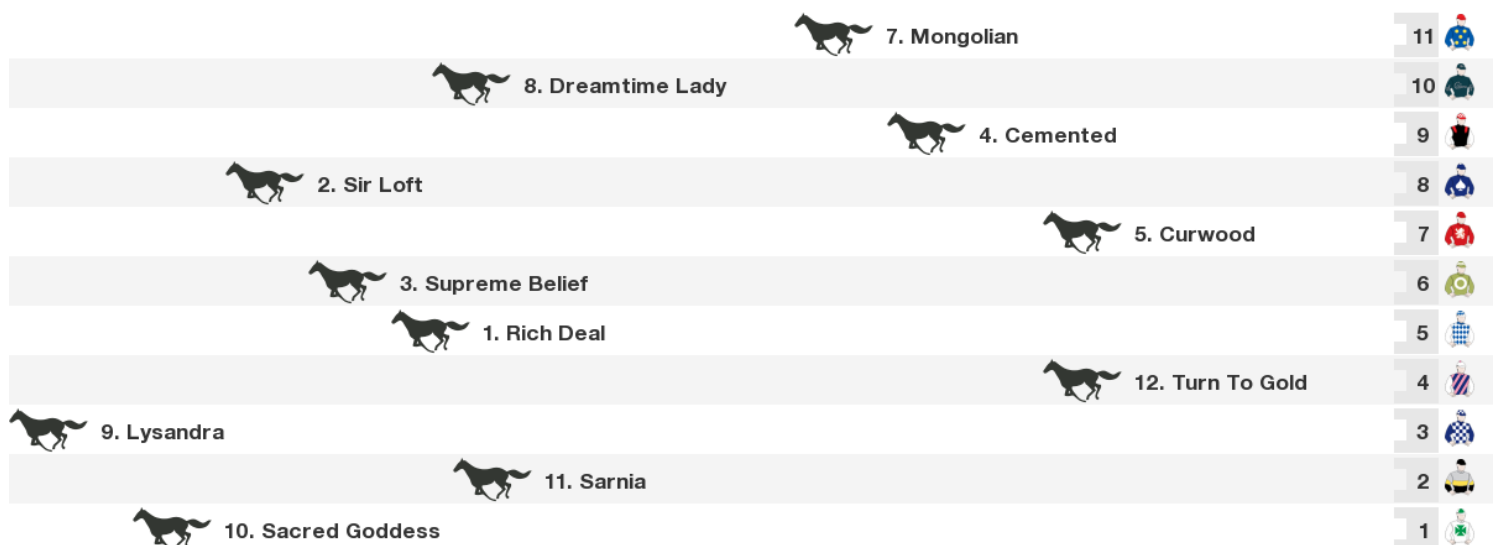 7. Mongolian 11
8. Dreamtime Lady 10
4. Cemented 9
2. Sir Loft 8
5. Curwood 7
3. Supreme Belief 6
1. Rich Deal 5
12. Turn To Gold 4
9. Lysandra 3
11. Sarnia 2
10. Sacred Goddess 1